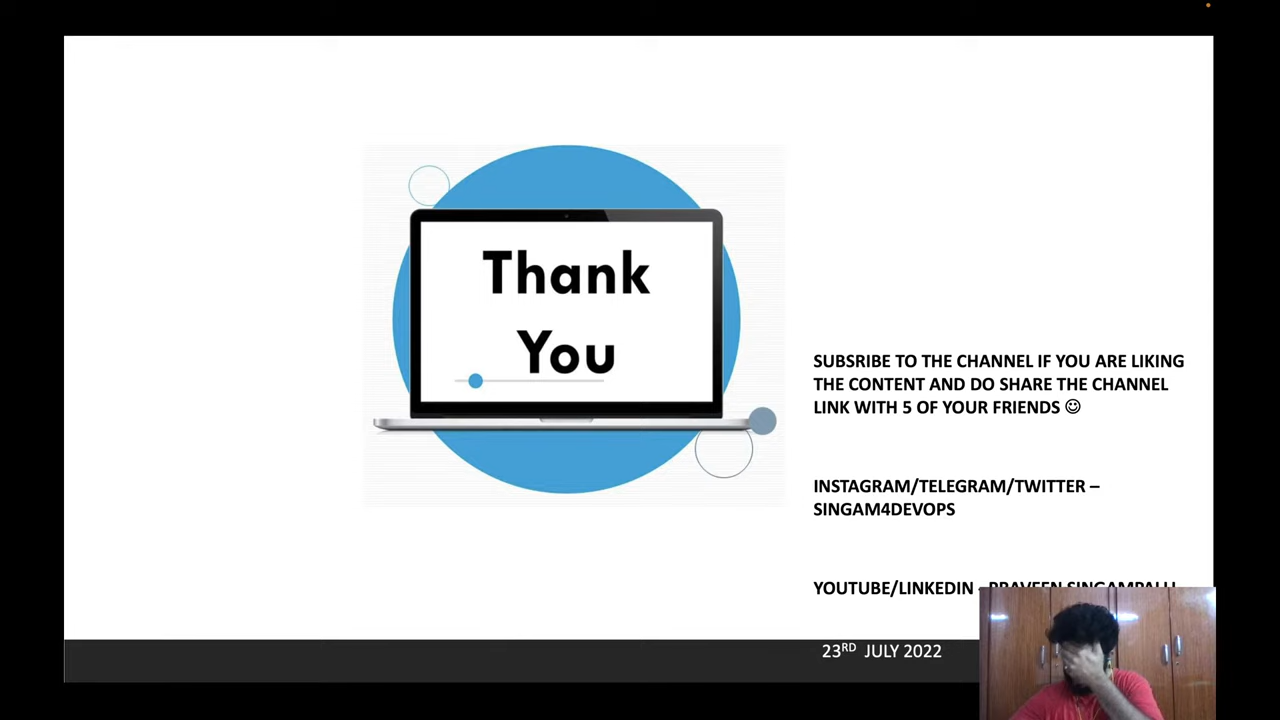 Thank
You
SUBSRIBE TO THE CHANNEL IF YOU ARE LIKING
THE CONTENT AND DO SHARE THE CHANNEL
LINK WITH 5 OF YOUR FRIENDS ☺
INSTAGRAM/TELEGRAM/TWITTER –
SINGAM4DEVOPS
YOUTUBE/LINKEDIN - PRAVEEN
23RD JULY 2022